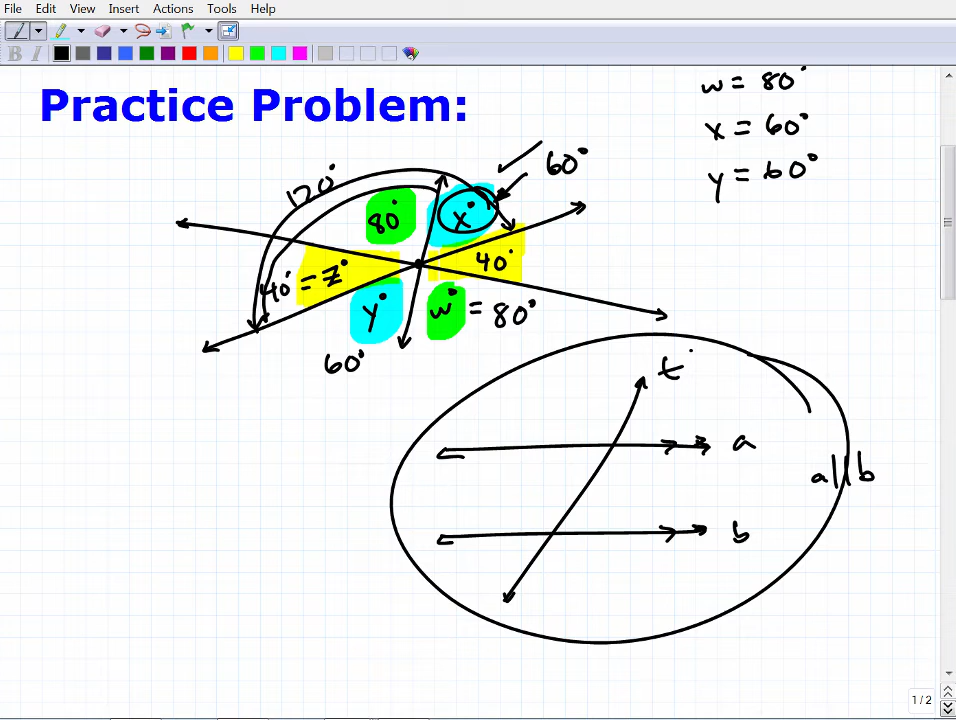 File Edit View Insert Actions Tools Help
B I
Practice Problem:
w = 80°
x = 60°
y = 60°
120°
60°
80°
x°
40° = z°
40°
y°
w° = 80°
60°
t
a
a||b
b
1 / 2